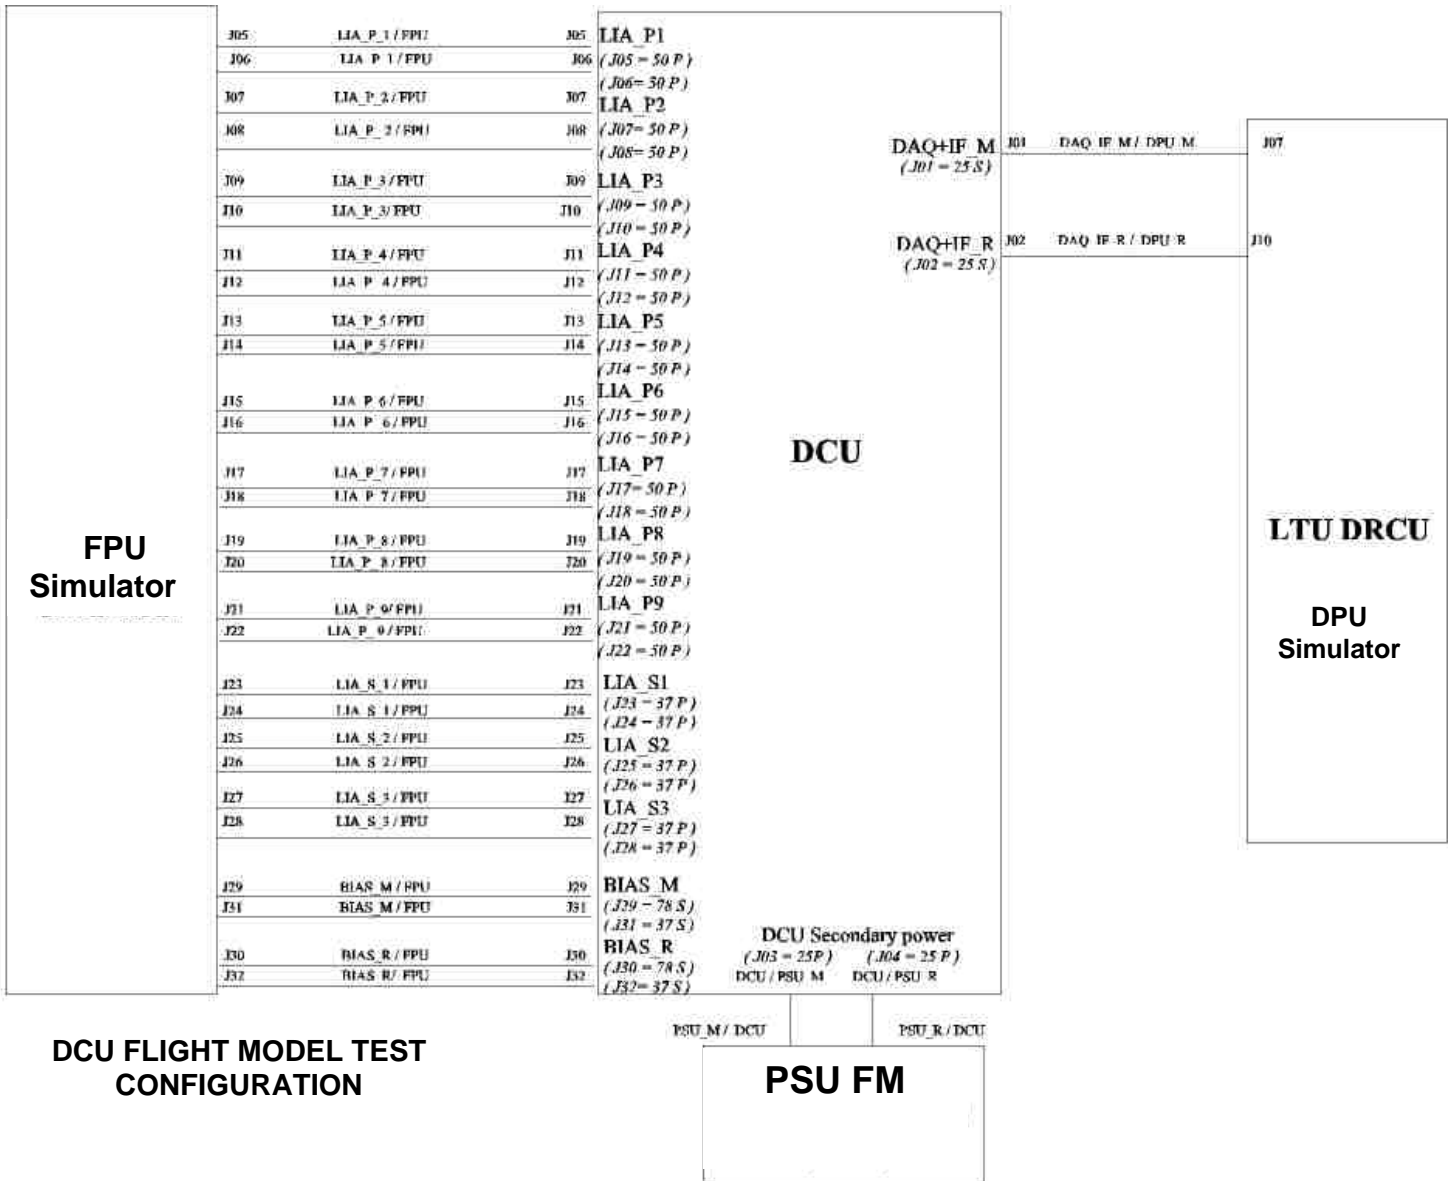 J05 LIA_P_1 / FPU J05 LIA_P1
J06 LIA_P_1 / FPU J06 (J05 = 50 P)
(J06= 50 P)
J07 LIA_P_2 / FPU J07 LIA_P2
J08 LIA_P_2 / FPU J08 (J07= 50 P)
(J08= 50 P)
J09 LIA_P_3 / FPU J09 LIA_P3
J10 LIA_P_3/ FPU J10 (J09 = 50 P)
(J10 = 50 P)
J11 LIA_P_4 / FPU J11 LIA_P4
J12 LIA_P_4 / FPU J12 (J11 = 50 P)
(J12 = 50 P)
J13 LIA_P_5 / FPU J13 LIA_P5
J14 LIA_P_5 / FPU J14 (J13 = 50 P)
(J14 = 50 P)
LIA_P6
J15 LIA_P_6 / FPU J15 (J15 = 50 P)
J16 LIA_P_6 / FPU J16 (J16 = 50 P)
J17 LIA_P_7 / FPU J17 LIA_P7
J18 LIA_P_7 / FPU J18 (J17= 50 P)
(J18 = 50 P)
J19 LIA_P_8 / FPU J19 LIA_P8
J20 LIA_P_8 / FPU J20 (J19 = 50 P)
(J20 = 50 P)
J21 LIA_P_9/ FPU J21 LIA_P9
J22 LIA_P_9 / FPU J22 (J21 = 50 P)
(J22 = 50 P)
J23 LIA_S_1 / FPU J23 LIA_S1
(J23 = 37 P)
J24 LIA_S_1 / FPU J24 (J24 = 37 P)
J25 LIA_S_2 / FPU J25 LIA_S2
J26 LIA_S_2 / FPU J26 (J25 = 37 P)
(J26 = 37 P)
J27 LIA_S_3 / FPU J27 LIA_S3
J28 LIA_S_3 / FPU J28 (J27 = 37 P)
(J28 = 37 P)
J29 BIAS_M / FPU J29 BIAS_M
J31 BIAS_M / FPU J31 (J29 = 78 S)
(J31 = 37 S)
J30 BIAS_R / FPU J30 BIAS_R
J32 BIAS_R/ FPU J32 (J30 = 78 S)
(J32= 37 S)
FPU
Simulator
DCU
DAQ+IF_M J01 DAQ_IF_M / DPU_M J07
(J01 = 25 S)
DAQ+IF_R J02 DAQ_IF_R / DPU_R J10
(J02 = 25 S)
LTU DRCU
DPU
Simulator
DCU Secondary power
(J03 = 25P) (J04 = 25 P)
DCU / PSU_M DCU / PSU_R
PSU_M / DCU PSU_R / DCU
PSU FM
DCU FLIGHT MODEL TEST
CONFIGURATION